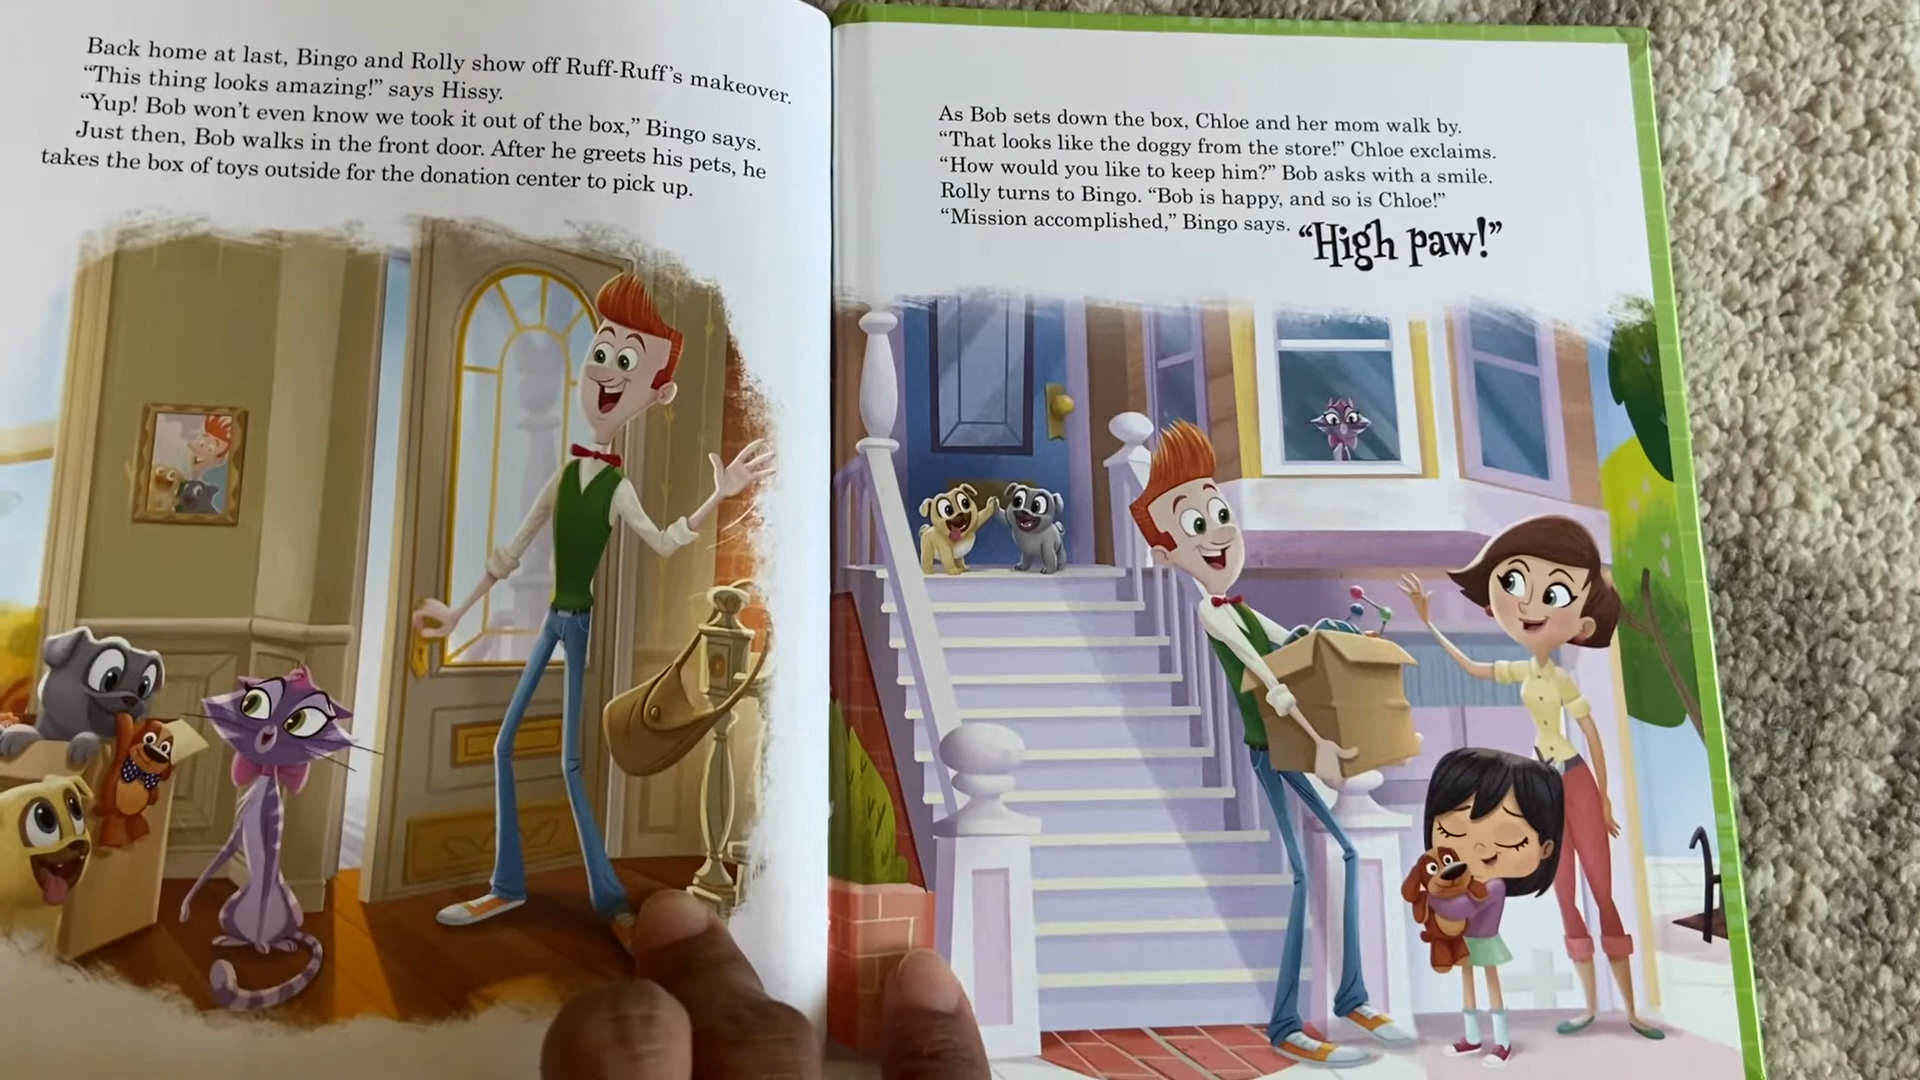 Back home at last, Bingo and Rolly show off Ruff-Ruff’s makeover.
“This thing looks amazing!” says Hissy.
“Yup! Bob won’t even know we took it out of the box,” Bingo says.
Just then, Bob walks in the front door. After he greets his pets, he
takes the box of toys outside for the donation center to pick up.
As Bob sets down the box, Chloe and her mom walk by.
“That looks like the doggy from the store!” Chloe exclaims.
“How would you like to keep him?” Bob asks with a smile.
Rolly turns to Bingo. “Bob is happy, and so is Chloe!”
“Mission accomplished,” Bingo says. “High paw!”